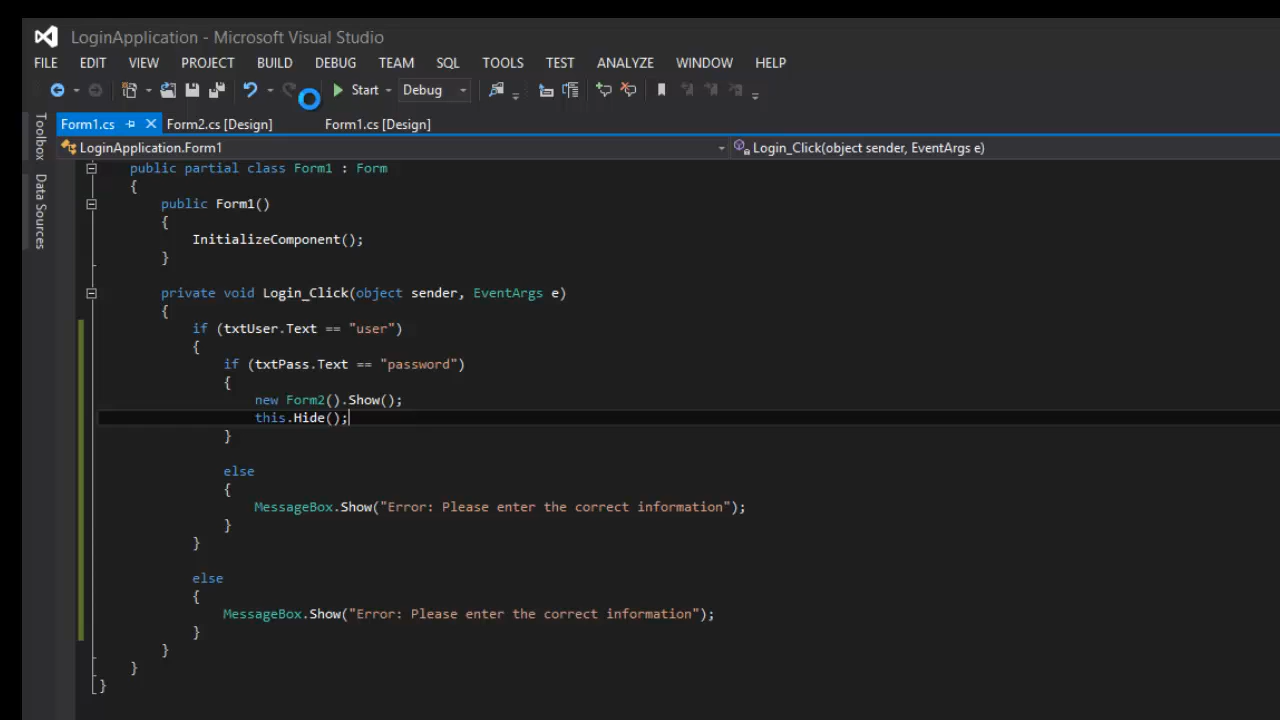 LoginApplication - Microsoft Visual Studio
FILE EDIT VIEW PROJECT BUILD DEBUG TEAM SQL TOOLS TEST ANALYZE WINDOW HELP
Start Debug
Form1.cs Form2.cs [Design] Form1.cs [Design]
Toolbox
Data Sources
LoginApplication.Form1 Login_Click(object sender, EventArgs e)
public partial class Form1 : Form
{
public Form1()
{
InitializeComponent();
}
private void Login_Click(object sender, EventArgs e)
{
if (txtUser.Text == "user")
{
if (txtPass.Text == "password")
{
new Form2().Show();
this.Hide();
}
else
{
MessageBox.Show("Error: Please enter the correct information");
}
}
else
{
MessageBox.Show("Error: Please enter the correct information");
}
}
}
}